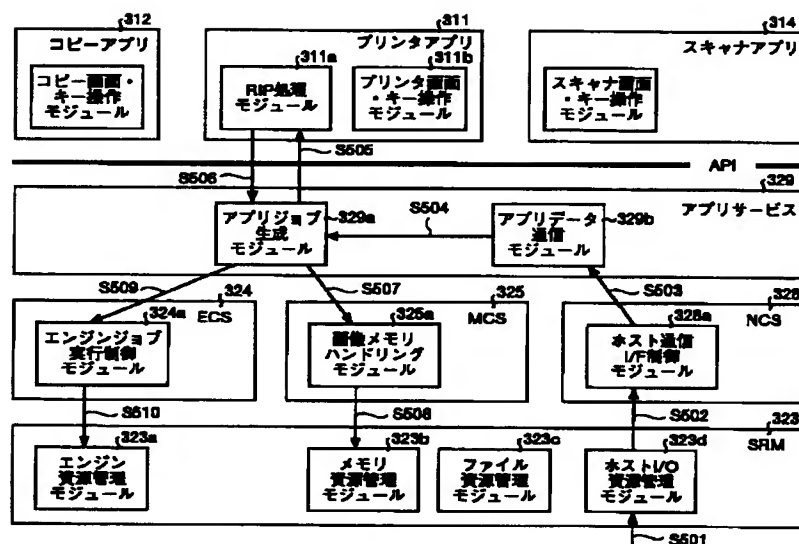 312
コピーアプリ
コピー画面・
キー操作
モジュール
311
プリンタアプリ
311a
RIP処理
モジュール
311b
プリンタ画面
・キー操作
モジュール
314
スキャナアプリ
スキャナ画面
・キー操作
モジュール
S506
S505
API
329
アプリサービス
アプリジョブ
生成
モジュール
329a
S504
アプリデータ
通信
モジュール
329b
S509
S507
S503
324
ECS
324a
エンジンジョブ
実行制御
モジュール
325
MCS
325a
画像メモリ
ハンドリング
モジュール
328
NCS
328a
ホスト通信
I/F制御
モジュール
S510
S508
S502
323
SRM
323a
エンジン
資源管理
モジュール
323b
メモリ
資源管理
モジュール
323c
ファイル
資源管理
モジュール
323d
ホストI/O
資源管理
モジュール
S501